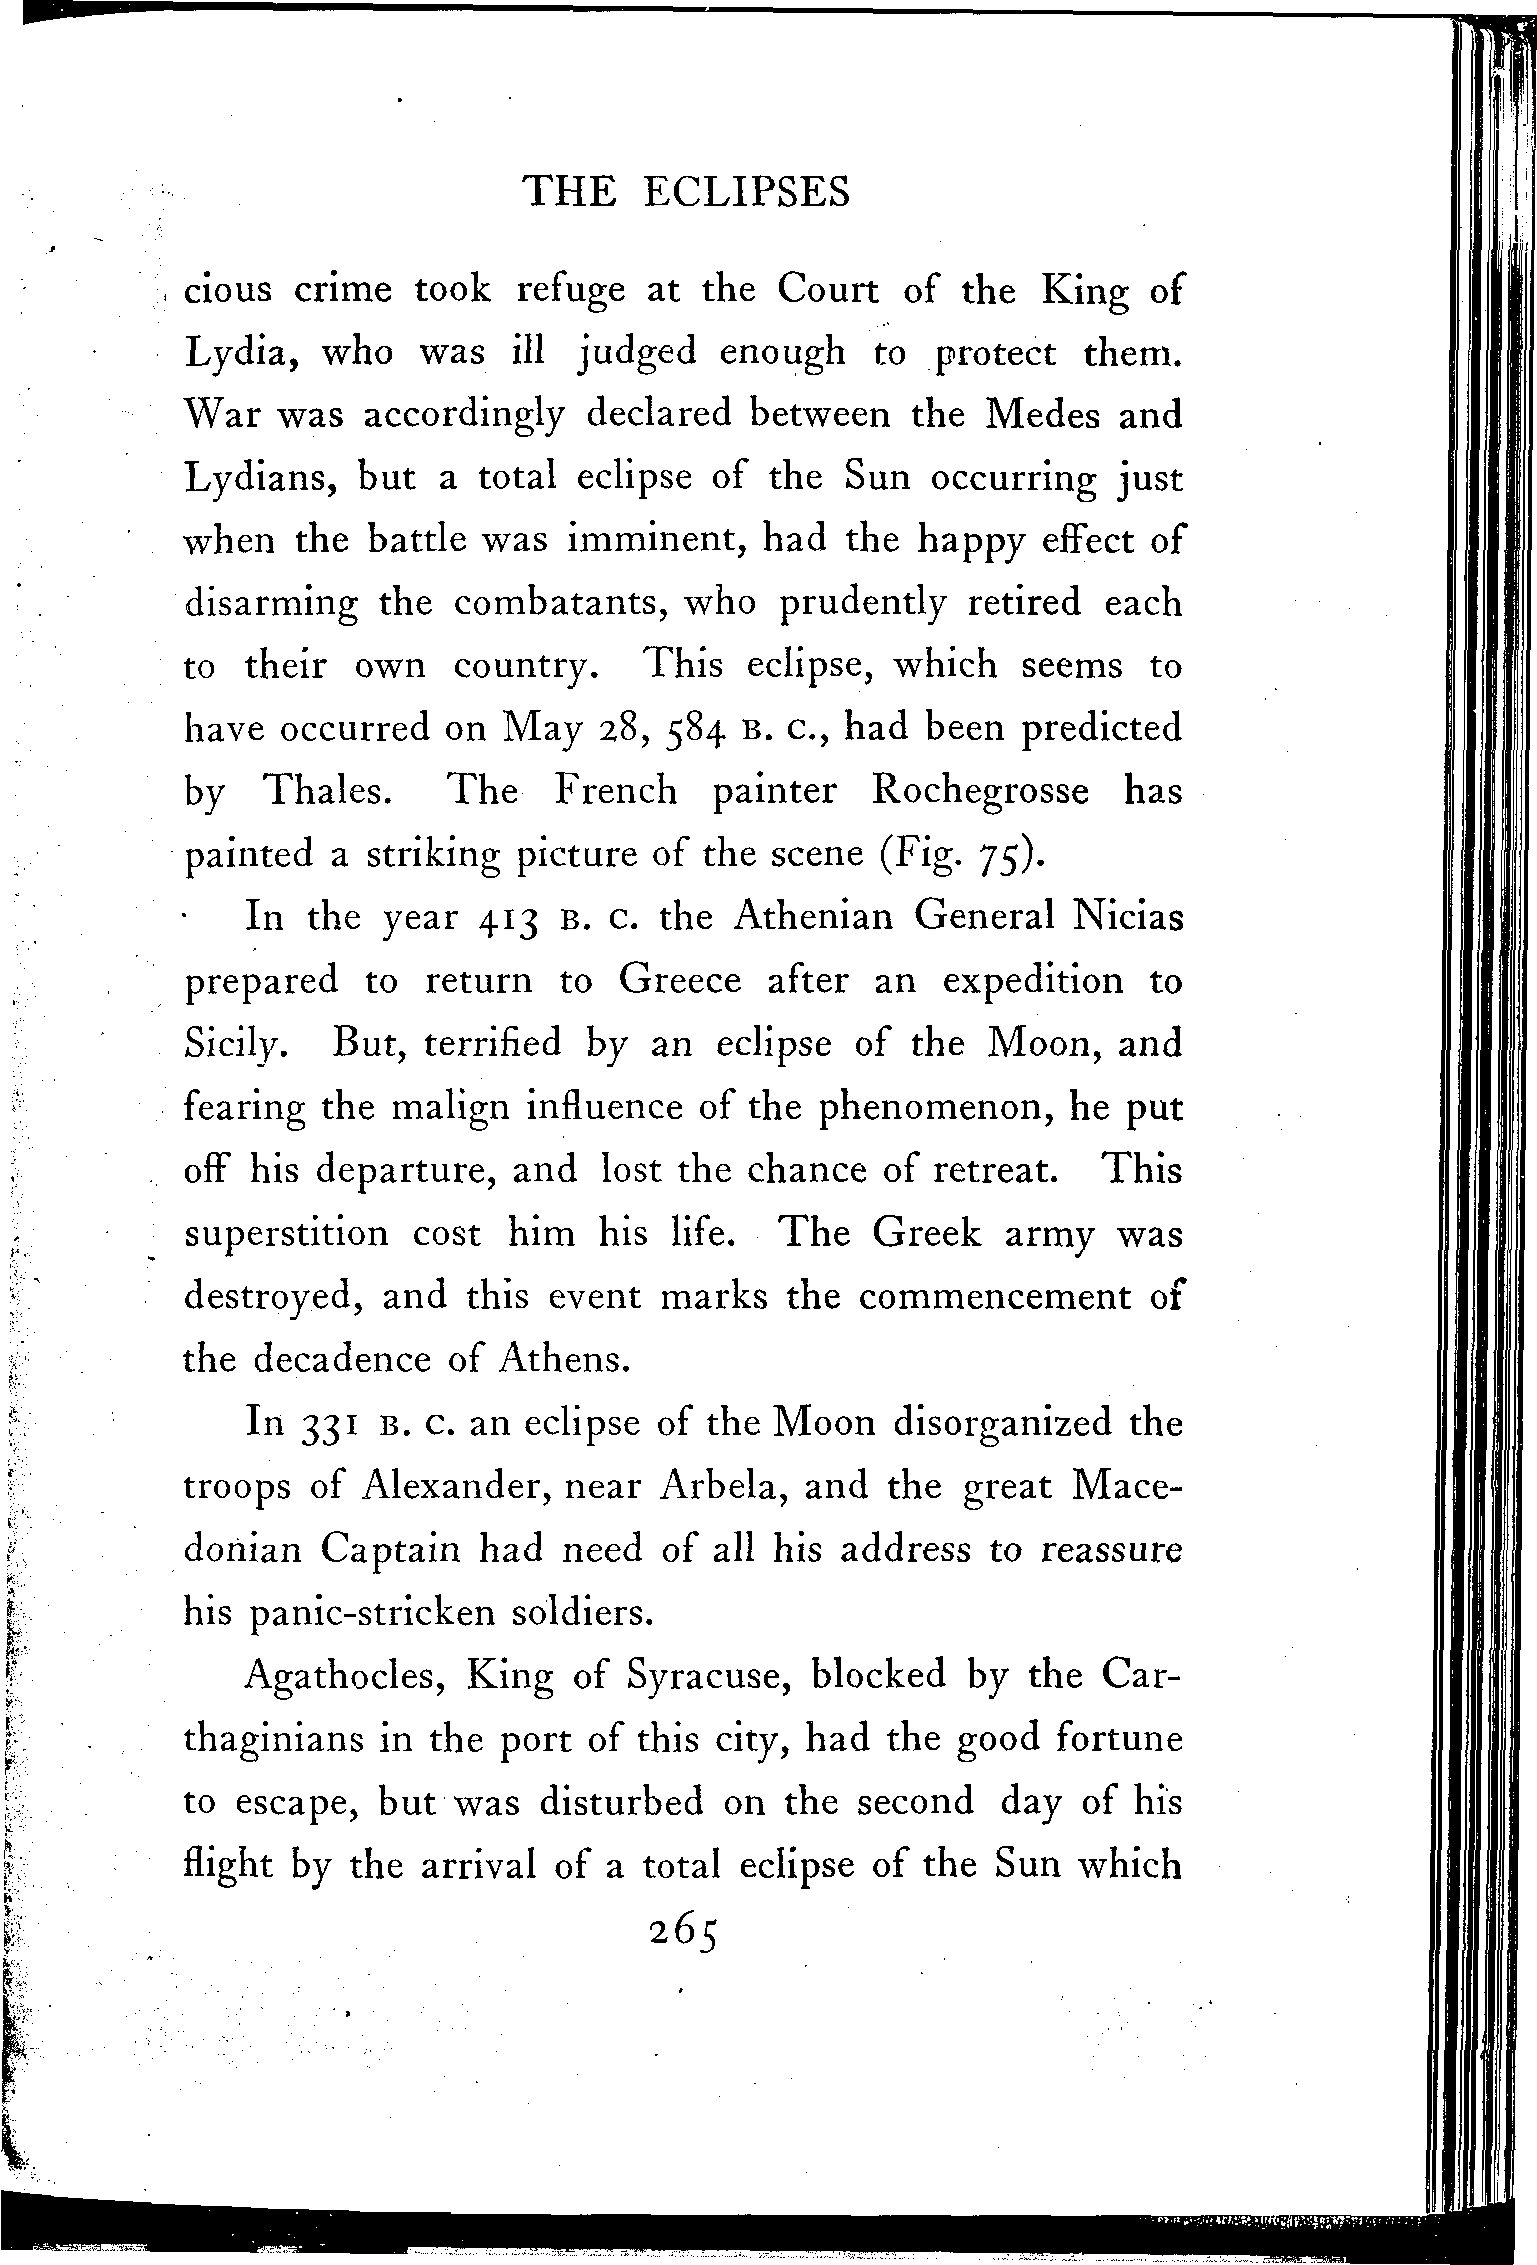 THE ECLIPSES
cious crime took refuge at the Court of the King of
Lydia, who was ill judged enough to protect them.
War was accordingly declared between the Medes and
Lydians, but a total eclipse of the Sun occurring just
when the battle was imminent, had the happy effect of
disarming the combatants, who prudently retired each
to their own country. This eclipse, which seems to
have occurred on May 28, 584 B. C., had been predicted
by Thales. The French painter Rochegrosse has
painted a striking picture of the scene (Fig. 75).
In the year 413 B. C. the Athenian General Nicias
prepared to return to Greece after an expedition to
Sicily. But, terrified by an eclipse of the Moon, and
fearing the malign influence of the phenomenon, he put
off his departure, and lost the chance of retreat. This
superstition cost him his life. The Greek army was
destroyed, and this event marks the commencement of
the decadence of Athens.
In 331 B. C. an eclipse of the Moon disorganized the
troops of Alexander, near Arbela, and the great Mace-
donian Captain had need of all his address to reassure
his panic-stricken soldiers.
Agathocles, King of Syracuse, blocked by the Car-
thaginians in the port of this city, had the good fortune
to escape, but was disturbed on the second day of his
flight by the arrival of a total eclipse of the Sun which
265